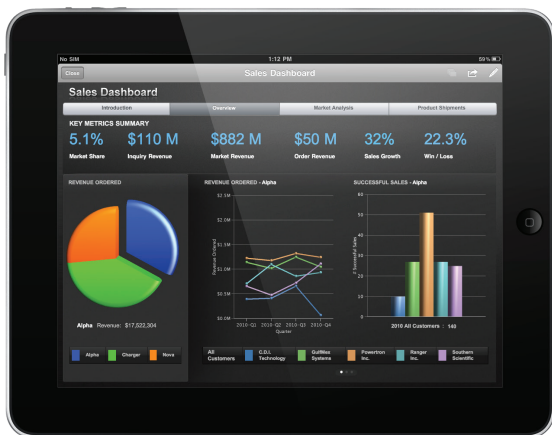 No SIM 1:12 PM 59%
Close Sales Dashboard
Sales Dashboard
Introduction Overview Market Analysis Product Shipments
KEY METRICS SUMMARY
5.1% $110 M $882 M $50 M 32% 22.3%
Market Share Inquiry Revenue Market Revenue Order Revenue Sales Growth Win / Loss
REVENUE ORDERED REVENUE ORDERED - Alpha SUCCESSFUL SALES - Alpha
$2.5M
$2.0M
$1.5M
$1.0M
$0.5M
$0.0M
Revenue Ordered
2010 Q1 2010 Q2 2010 Q3 2010 Q4
Quarter
60
50
40
30
20
10
0
Successful Sales
Alpha Revenue: $17,522,304
2010 All Customers : 140
Alpha Charger Nova
All Customers
C.D.I. Technology
GulfMex Systems
Powertron Inc.
Ranger Inc.
Southern Scientific